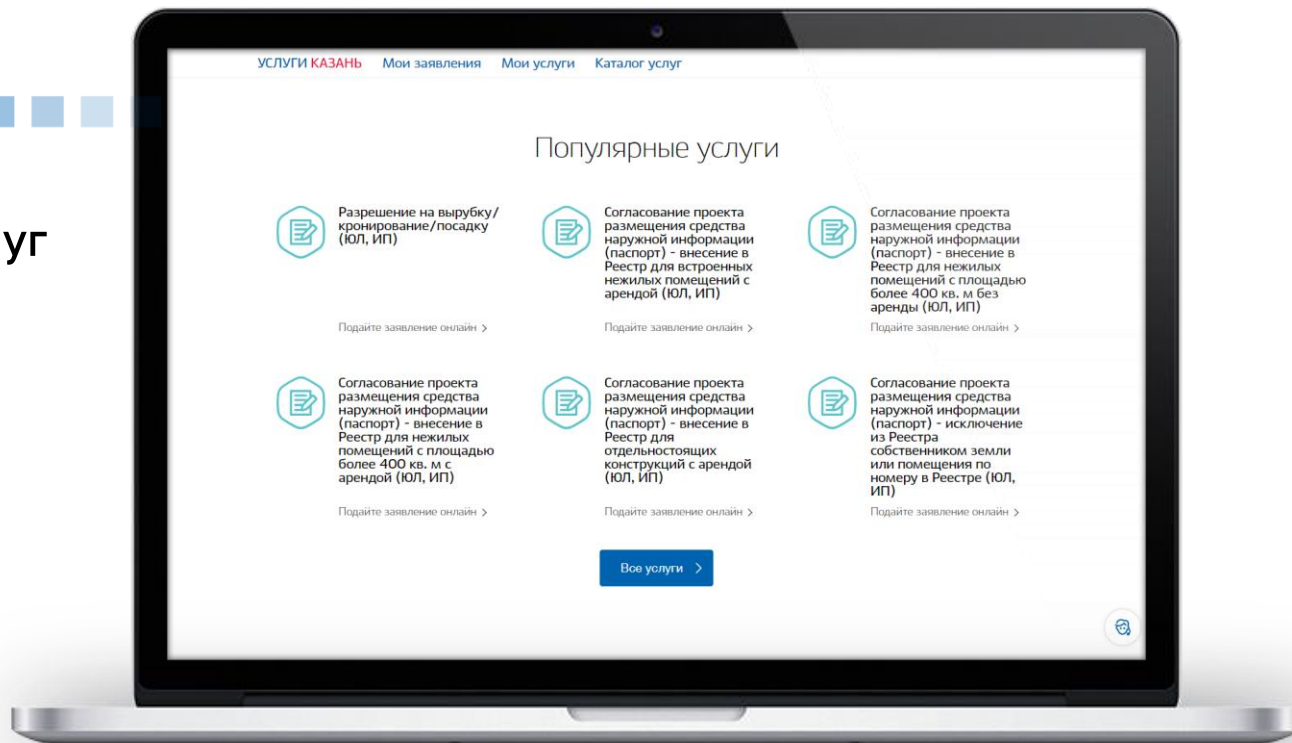 УСЛУГИ КАЗАНЬ Мои заявления Мои услуги Каталог услуг
уг
Популярные услуги
Разрешение на вырубку/
кронирование/посадку
(ЮЛ, ИП)
Подайте заявление онлайн >
Согласование проекта
размещения средства
наружной информации
(паспорт) - внесение в
Реестр для встроенных
нежилых помещений с
арендой (ЮЛ, ИП)
Подайте заявление онлайн >
Согласование проекта
размещения средства
наружной информации
(паспорт) - внесение в
Реестр для нежилых
помещений с площадью
более 400 кв. м без
аренды (ЮЛ, ИП)
Подайте заявление онлайн >
Согласование проекта
размещения средства
наружной информации
(паспорт) - внесение в
Реестр для нежилых
помещений с площадью
более 400 кв. м с
арендой (ЮЛ, ИП)
Подайте заявление онлайн >
Согласование проекта
размещения средства
наружной информации
(паспорт) - внесение в
Реестр для
отдельностоящих
конструкций с арендой
(ЮЛ, ИП)
Подайте заявление онлайн >
Согласование проекта
размещения средства
наружной информации
(паспорт) - исключение
из Реестра
собственником земли
или помещения по
номеру в Реестре (ЮЛ,
ИП)
Подайте заявление онлайн >
Все услуги >